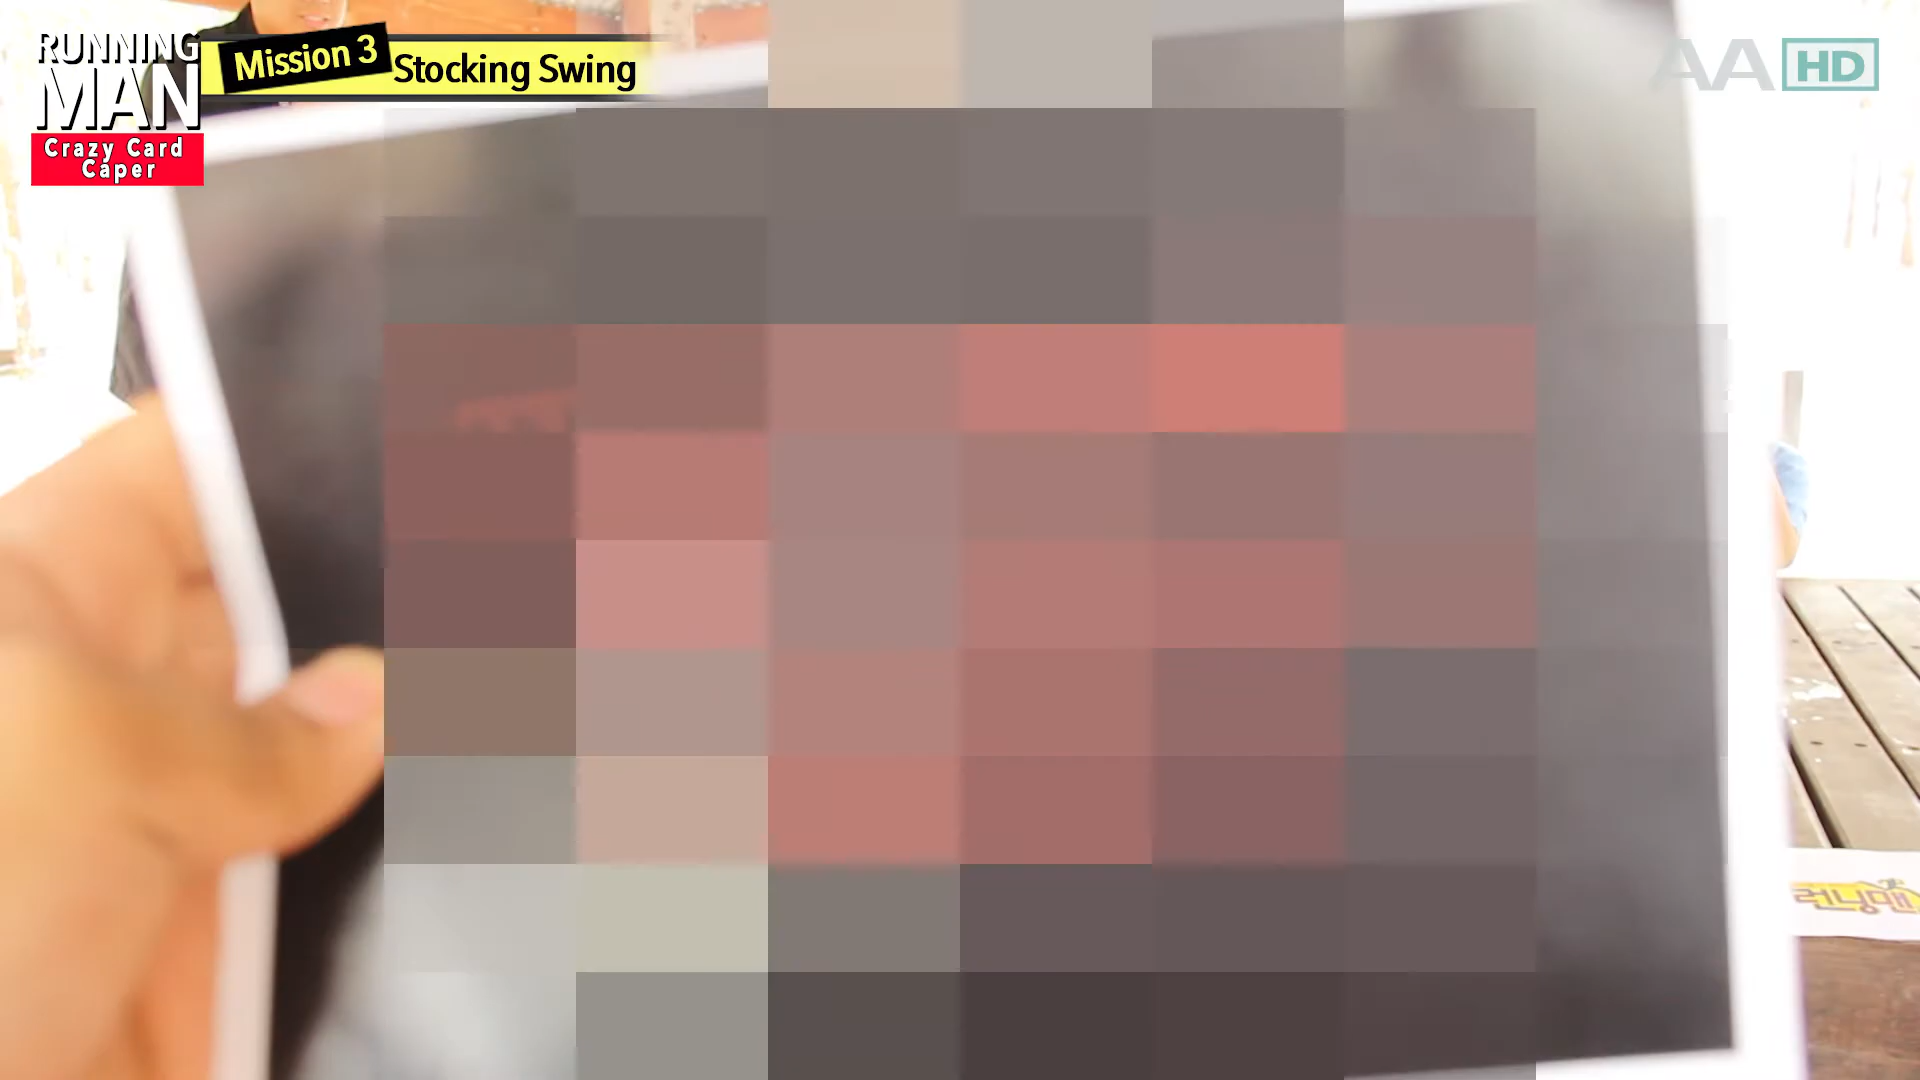 RUNNING
MAN
Crazy Card
Caper
Mission 3
Stocking Swing
AA HD
런닝맨